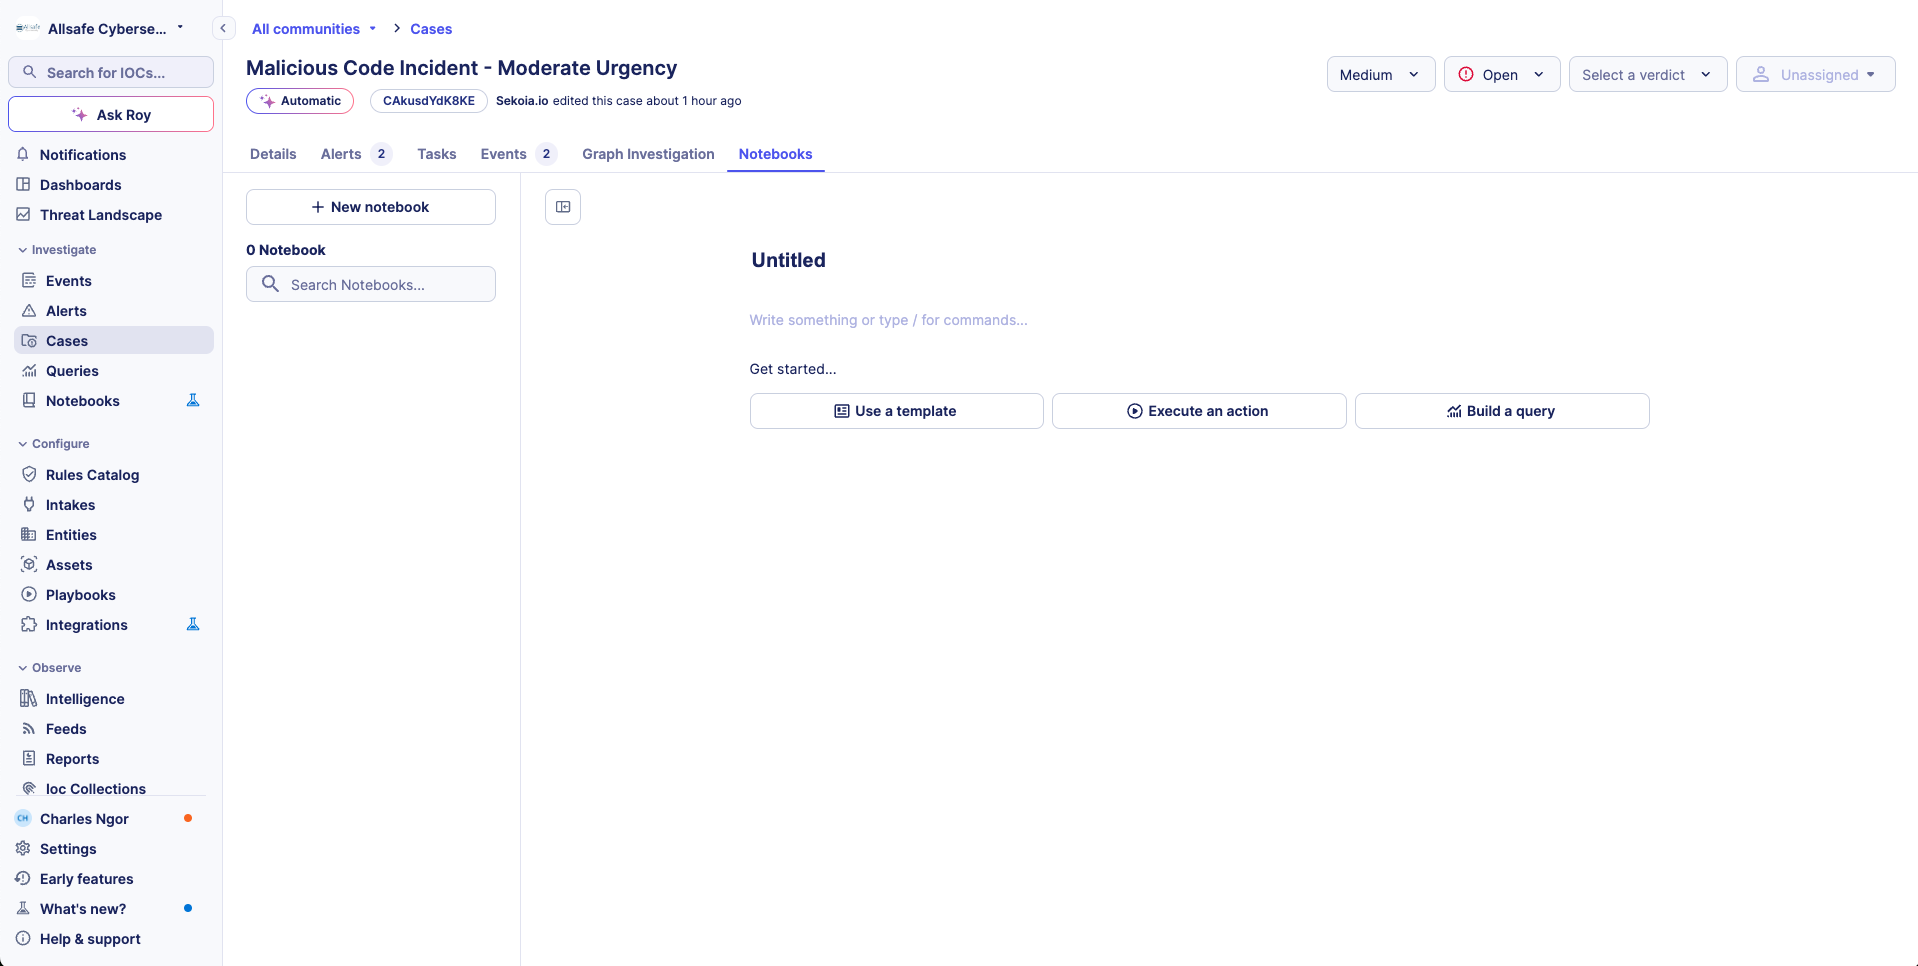 Allsafe Cyberse...
Search for IOCs...
Ask Roy
Notifications
Dashboards
Threat Landscape
Investigate
Events
Alerts
Cases
Queries
Notebooks
Configure
Rules Catalog
Intakes
Entities
Assets
Playbooks
Integrations
Observe
Intelligence
Feeds
Reports
Ioc Collections
CH Charles Ngor
Settings
Early features
What's new?
Help & support
All communities > Cases
Malicious Code Incident - Moderate Urgency
Automatic CAkusdYdK8KE Sekoia.io edited this case about 1 hour ago
Medium Open Select a verdict Unassigned
Details Alerts 2 Tasks Events 2 Graph Investigation Notebooks
+ New notebook
0 Notebook
Search Notebooks...
Untitled
Write something or type / for commands...
Get started...
Use a template Execute an action Build a query